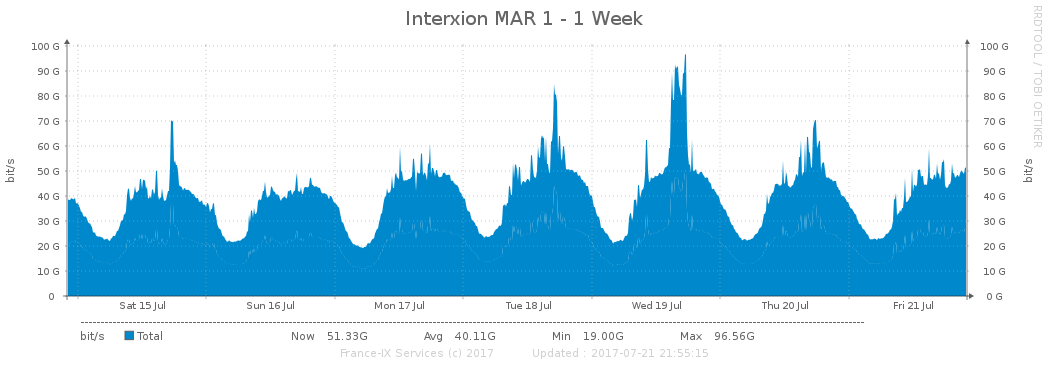 Interxion MAR 1 - 1 Week
RRDTOOL / TOBI OETIKER
bit/s
bit/s
100 G 100 G
90 G 90 G
80 G 80 G
70 G 70 G
60 G 60 G
50 G 50 G
40 G 40 G
30 G 30 G
20 G 20 G
10 G 10 G
0 0 G
Sat 15 Jul Sun 16 Jul Mon 17 Jul Tue 18 Jul Wed 19 Jul Thu 20 Jul Fri 21 Jul
bit/s Total Now 51.33G Avg 40.11G Min 19.00G Max 96.56G
France-IX Services (c) 2017 Updated : 2017-07-21 21:55:15